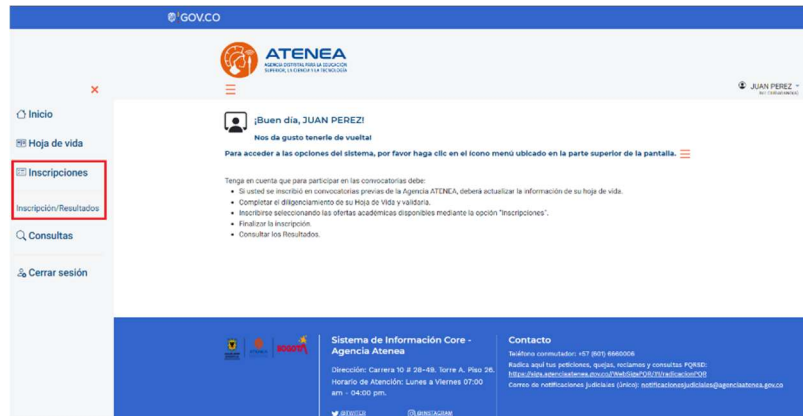 GOV.CO
ATENEA
AGENCIA DISTRITAL PARA LA EDUCACIÓN
SUPERIOR, LA CIENCIA Y LA TECNOLOGÍA
JUAN PEREZ
Inicio
Hoja de vida
Inscripciones
Inscripción/Resultados
Consultas
Cerrar sesión
¡Buen día, JUAN PEREZ!
Nos da gusto tenerle de vuelta!
Para acceder a las opciones del sistema, por favor haga clic en el ícono menú ubicado en la parte superior de la pantalla.
Tenga en cuenta que para participar en las convocatorias debe:
Si usted se inscribió en convocatorias previas de la Agencia ATENEA, deberá actualizar la información de su hoja de vida.
Completar el diligenciamiento de su Hoja de Vida y validarla.
Inscribirse seleccionando las ofertas académicas disponibles mediante la opción "Inscripciones".
Finalizar la inscripción.
Consultar los Resultados.
ATENEA
BOGOTÁ
Sistema de Información Core -
Agencia Atenea
Dirección: Carrera 10 # 28-49. Torre A. Piso 26.
Horario de Atención: Lunes a Viernes 07:00
am - 04:00 pm.
@TWITTER
@INSTAGRAM
Contacto
Teléfono conmutador: +57 (601) 6660006
Radica aquí tus peticiones, quejas, reclamos y consultas PQRSD:
Correo de notificaciones judiciales (único): notificacionesjudiciales@agenciaatenea.gov.co